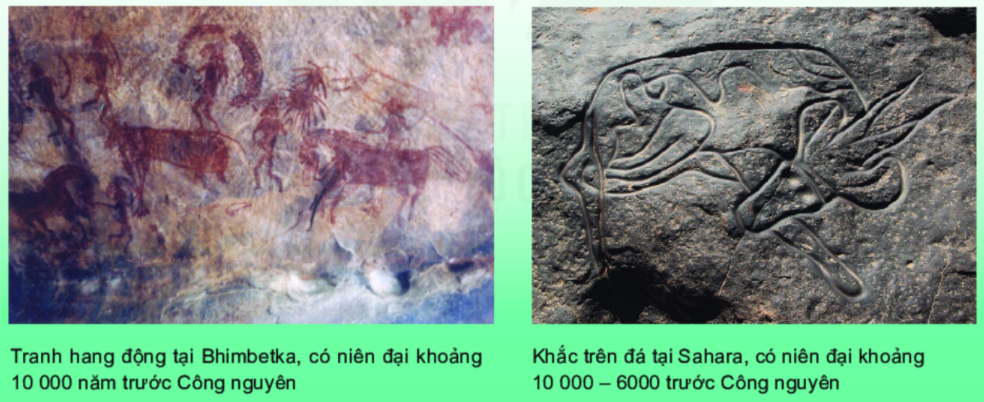 Tranh hang động tại Bhimbetka, có niên đại khoảng
10 000 năm trước Công nguyên
Khắc trên đá tại Sahara, có niên đại khoảng
10 000 – 6000 trước Công nguyên